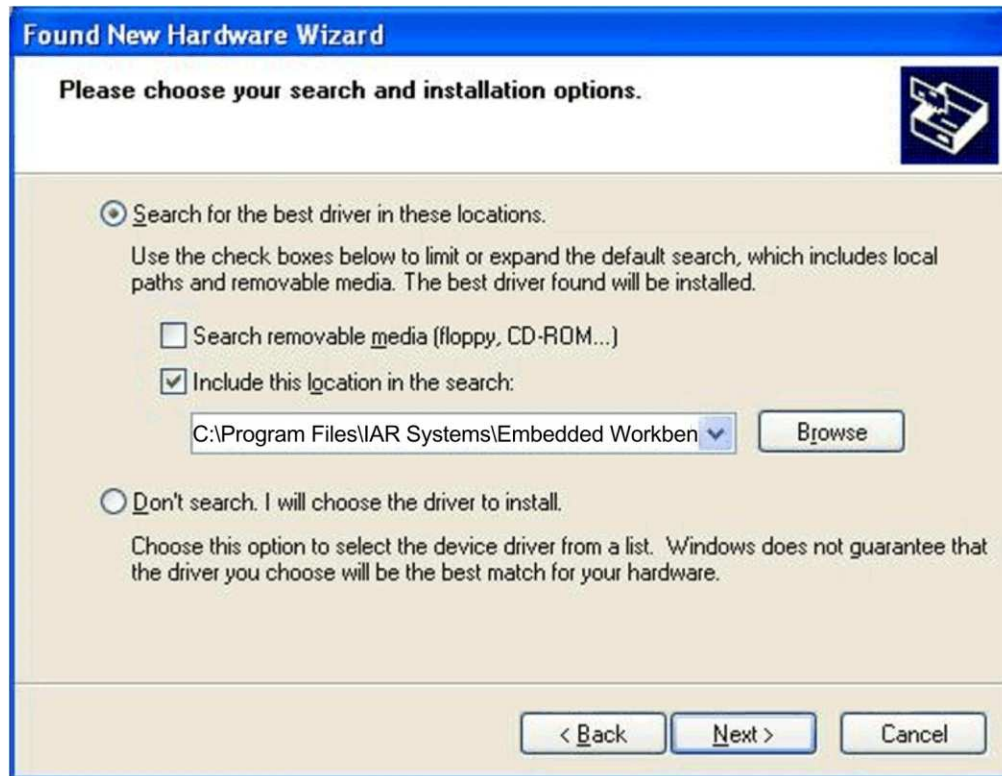 Found New Hardware Wizard
Please choose your search and installation options.
Search for the best driver in these locations.
Use the check boxes below to limit or expand the default search, which includes local
paths and removable media. The best driver found will be installed.
Search removable media (floppy, CD-ROM...)
Include this location in the search:
C:\Program Files\IAR Systems\Embedded Workben
Browse
Don't search. I will choose the driver to install.
Choose this option to select the device driver from a list.  Windows does not guarantee that
the driver you choose will be the best match for your hardware.
< Back
Next >
Cancel